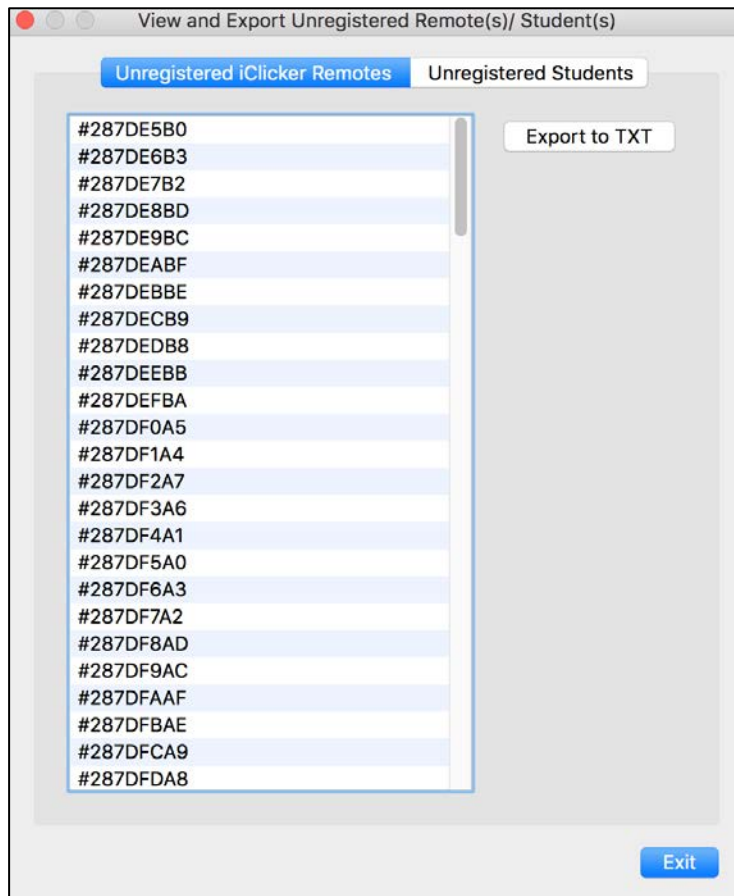 View and Export Unregistered Remote(s)/ Student(s)
Unregistered iClicker Remotes
Unregistered Students
Export to TXT
#287DE5B0
#287DE6B3
#287DE7B2
#287DE8BD
#287DE9BC
#287DEABF
#287DEBBE
#287DECB9
#287DEDB8
#287DEEBB
#287DEFBA
#287DF0A5
#287DF1A4
#287DF2A7
#287DF3A6
#287DF4A1
#287DF5A0
#287DF6A3
#287DF7A2
#287DF8AD
#287DF9AC
#287DFAAF
#287DFBAE
#287DFCA9
#287DFDA8
Exit